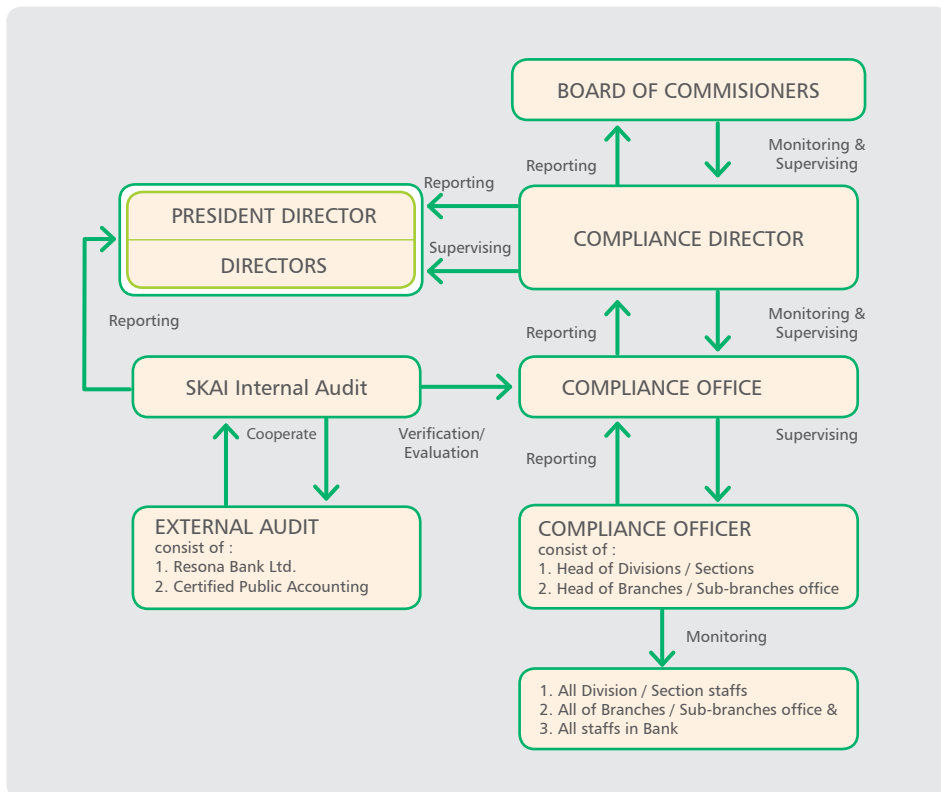 BOARD OF COMMISIONERS
Reporting
Monitoring &
Supervising
Reporting
PRESIDENT DIRECTOR
DIRECTORS
Supervising
COMPLIANCE DIRECTOR
Reporting
Reporting
Monitoring &
Supervising
SKAI Internal Audit
COMPLIANCE OFFICE
Cooperate
Verification/
Evaluation
Reporting
Supervising
EXTERNAL AUDIT
consist of :
1. Resona Bank Ltd.
2. Certified Public Accounting
COMPLIANCE OFFICER
consist of :
1. Head of Divisions / Sections
2. Head of Branches / Sub-branches office
Monitoring
1. All Division / Section staffs
2. All of Branches / Sub-branches office &
3. All staffs in Bank